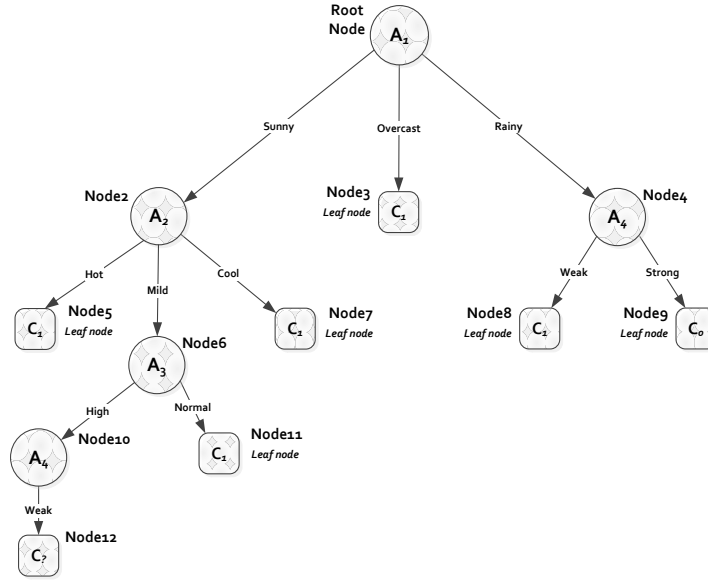 Root
Node
A1
Sunny
Overcast
Rainy
Node2
A2
Node3
Leaf node
C1
Node4
A4
Hot
Mild
Cool
Weak
Strong
Node5
Leaf node
C1
Node7
Leaf node
C1
Node8
Leaf node
C1
Node9
Leaf node
C0
Node6
A3
High
Normal
Node10
A4
Node11
Leaf node
C1
Weak
Node12
C?